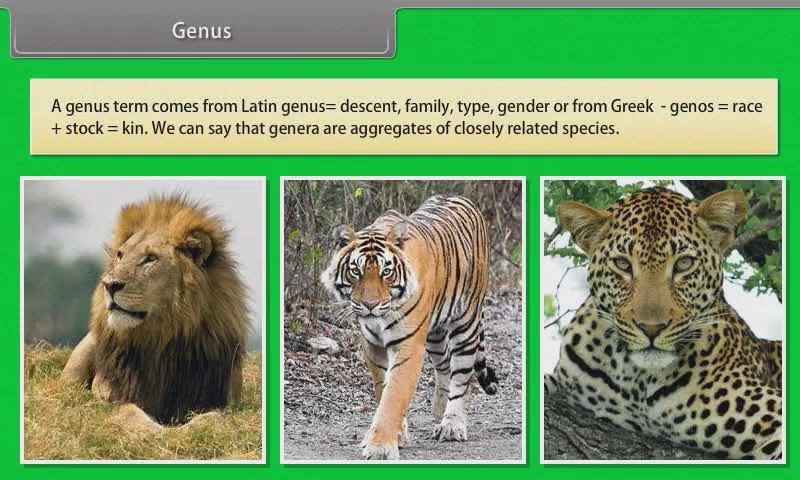 Genus
A genus term comes from Latin genus= descent, family, type, gender or from Greek - genos = race
+ stock = kin. We can say that genera are aggregates of closely related species.